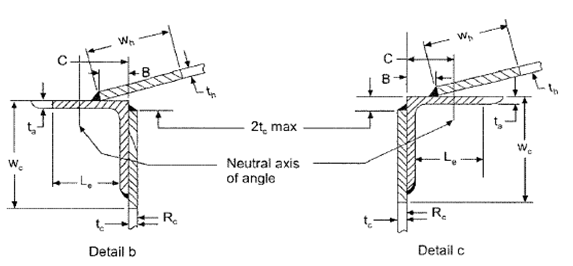 W_h
C
B
t_h
t_a
W_c
L_e
t_c
R_c
Detail b
2t_c max
Neutral axis
of angle
W_h
C
B
t_h
t_a
W_c
L_e
t_c
R_c
Detail c